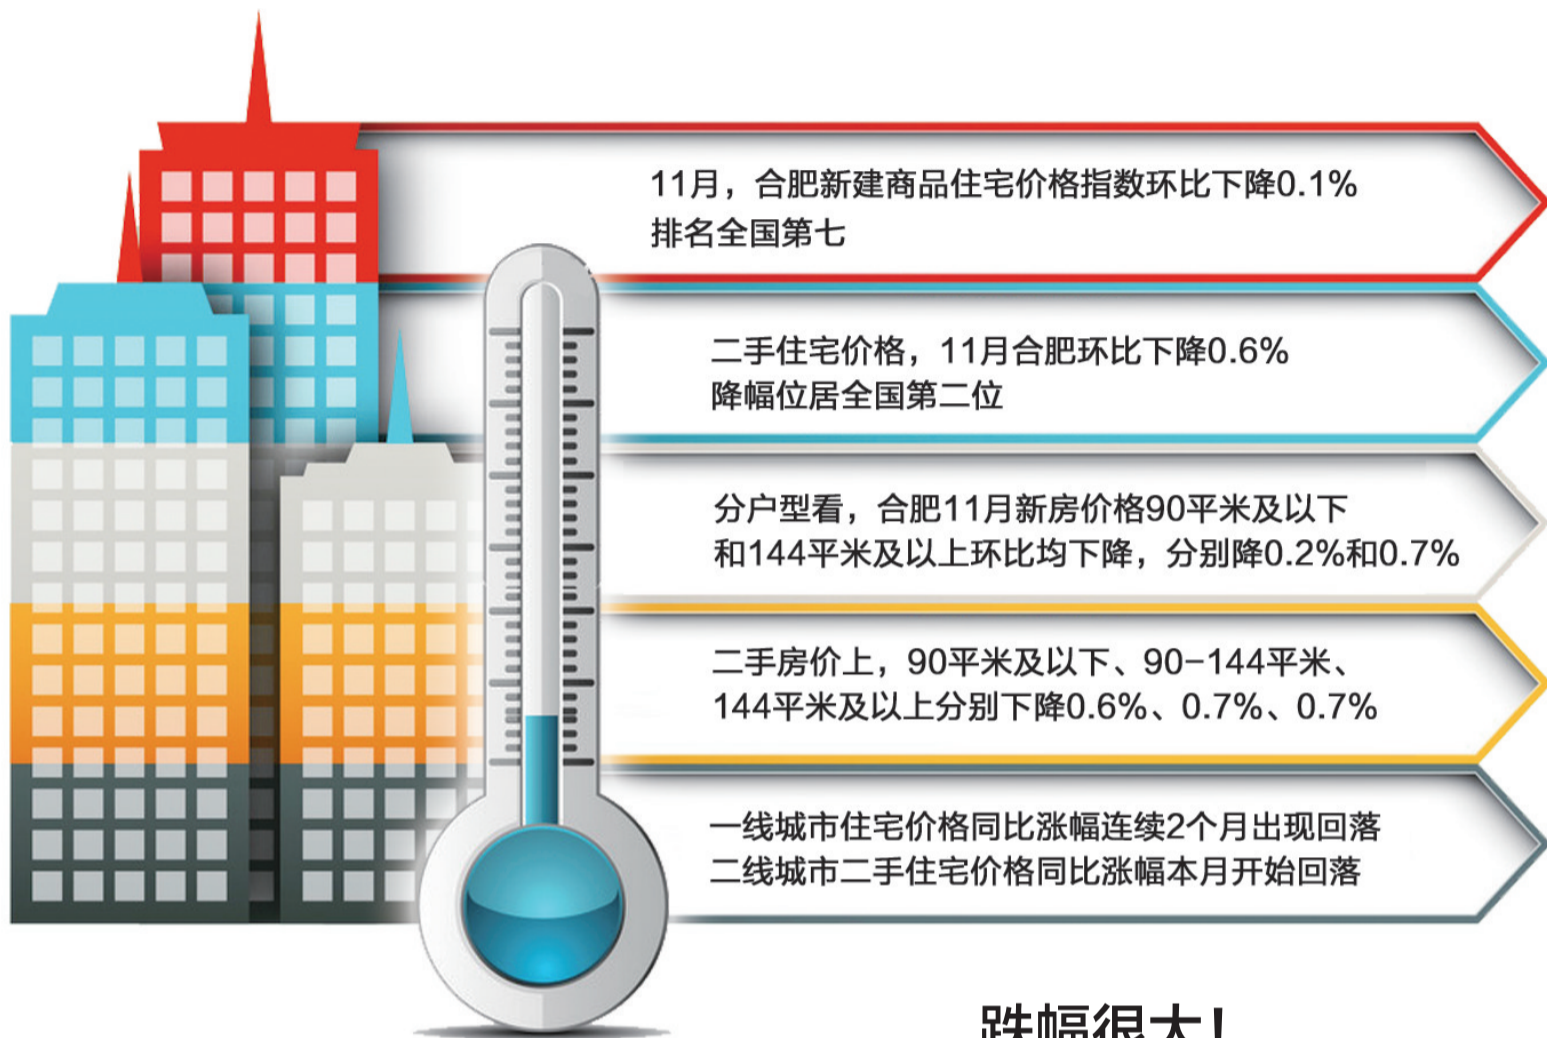 11月，合肥新建商品住宅价格指数环比下降0.1%
排名全国第七
二手住宅价格，11月合肥环比下降0.6%
降幅位居全国第二位
分户型看，合肥11月新房价格90平米及以下
和144平米及以上环比均下降，分别降0.2%和0.7%
二手房价上，90平米及以下、90-144平米、
144平米及以上分别下降0.6%、0.7%、0.7%
一线城市住宅价格同比涨幅连续2个月出现回落
二线城市二手住宅价格同比涨幅本月开始回落
跌幅很大！